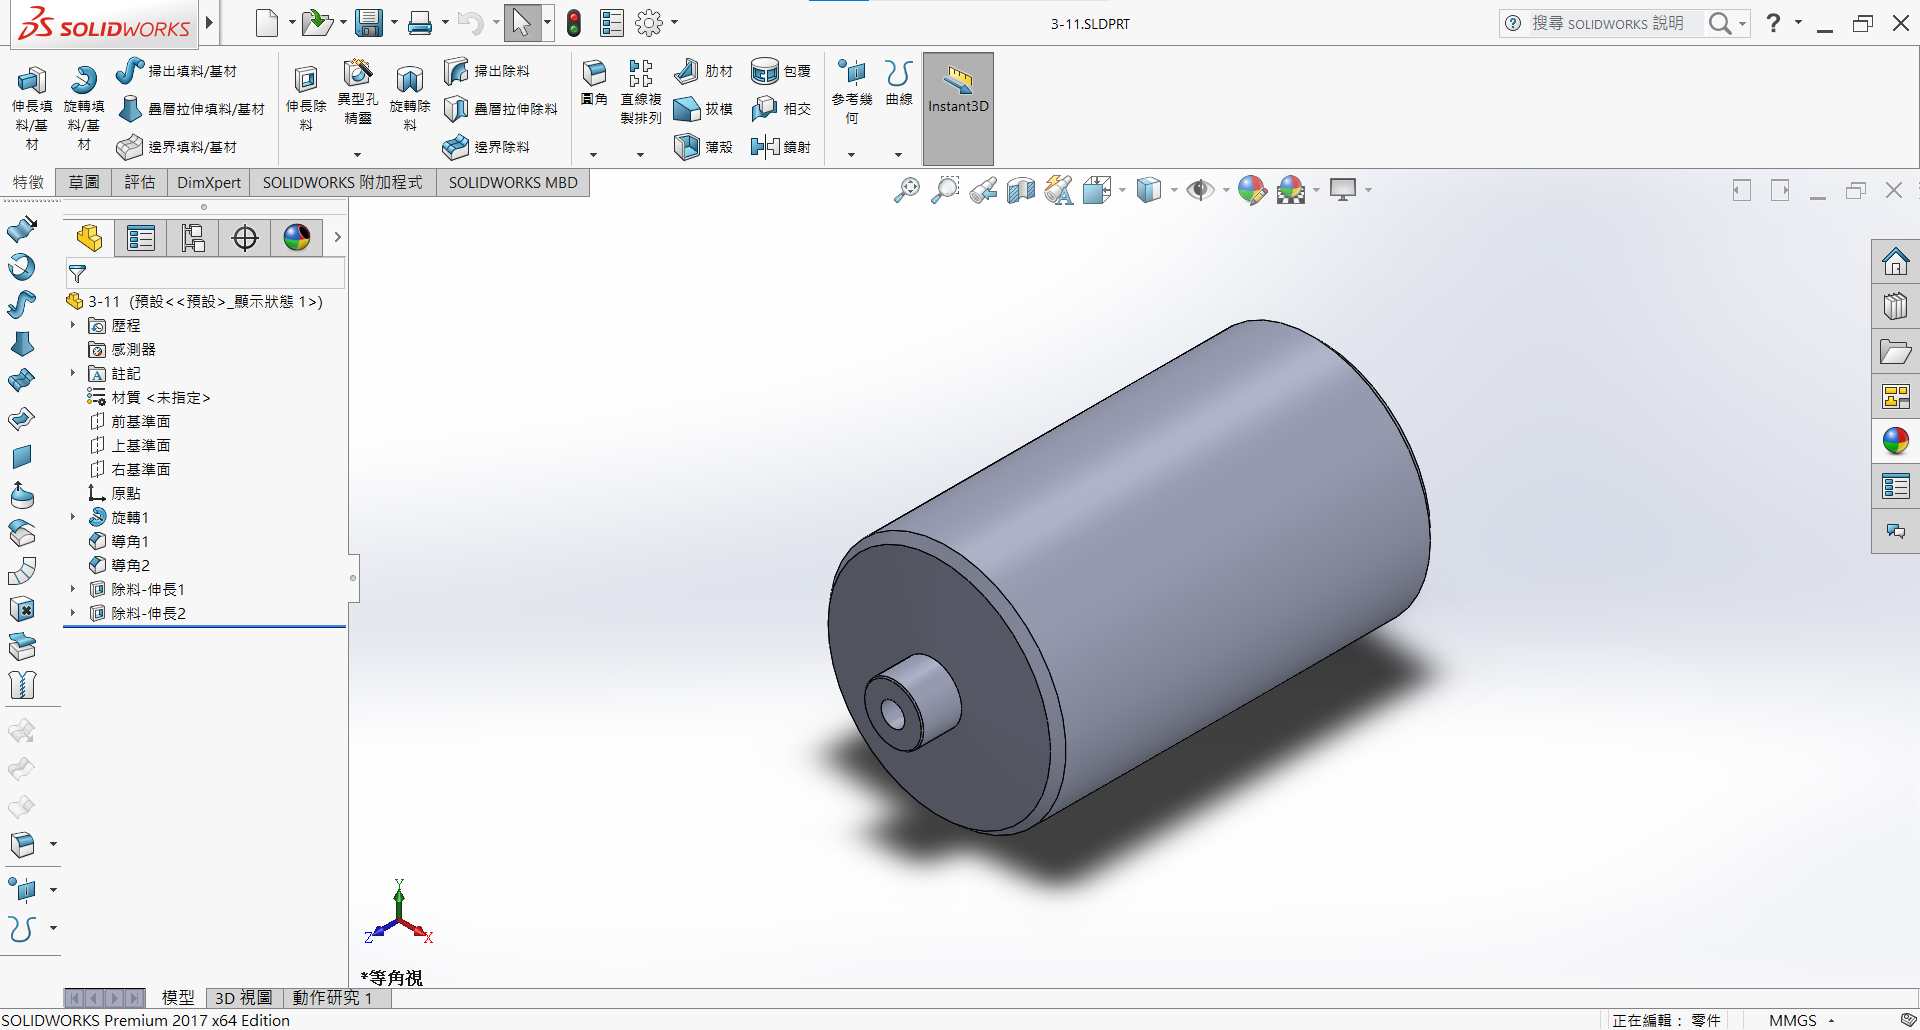 SOLIDWORKS
3-11.SLDPRT
搜尋 SOLIDWORKS 說明
伸長填料/基材
旋轉填料/基材
掃出填料/基材
疊層拉伸填料/基材
邊界填料/基材
伸長除料
異型孔精靈
旋轉除料
掃出除料
疊層拉伸除料
邊界除料
圓角
直線複製排列
肋材
拔模
薄殼
包覆
相交
鏡射
參考幾何
曲線
Instant3D
特徵
草圖
評估
DimXpert
SOLIDWORKS 附加程式
SOLIDWORKS MBD
3-11 (預設<<預設>_顯示狀態 1>)
歷程
感測器
註記
材質 <未指定>
前基準面
上基準面
右基準面
原點
旋轉1
導角1
導角2
除料-伸長1
除料-伸長2
Y
Z
X
*等角視
模型
3D 視圖
動作研究 1
SOLIDWORKS Premium 2017 x64 Edition
正在編輯： 零件
MMGS